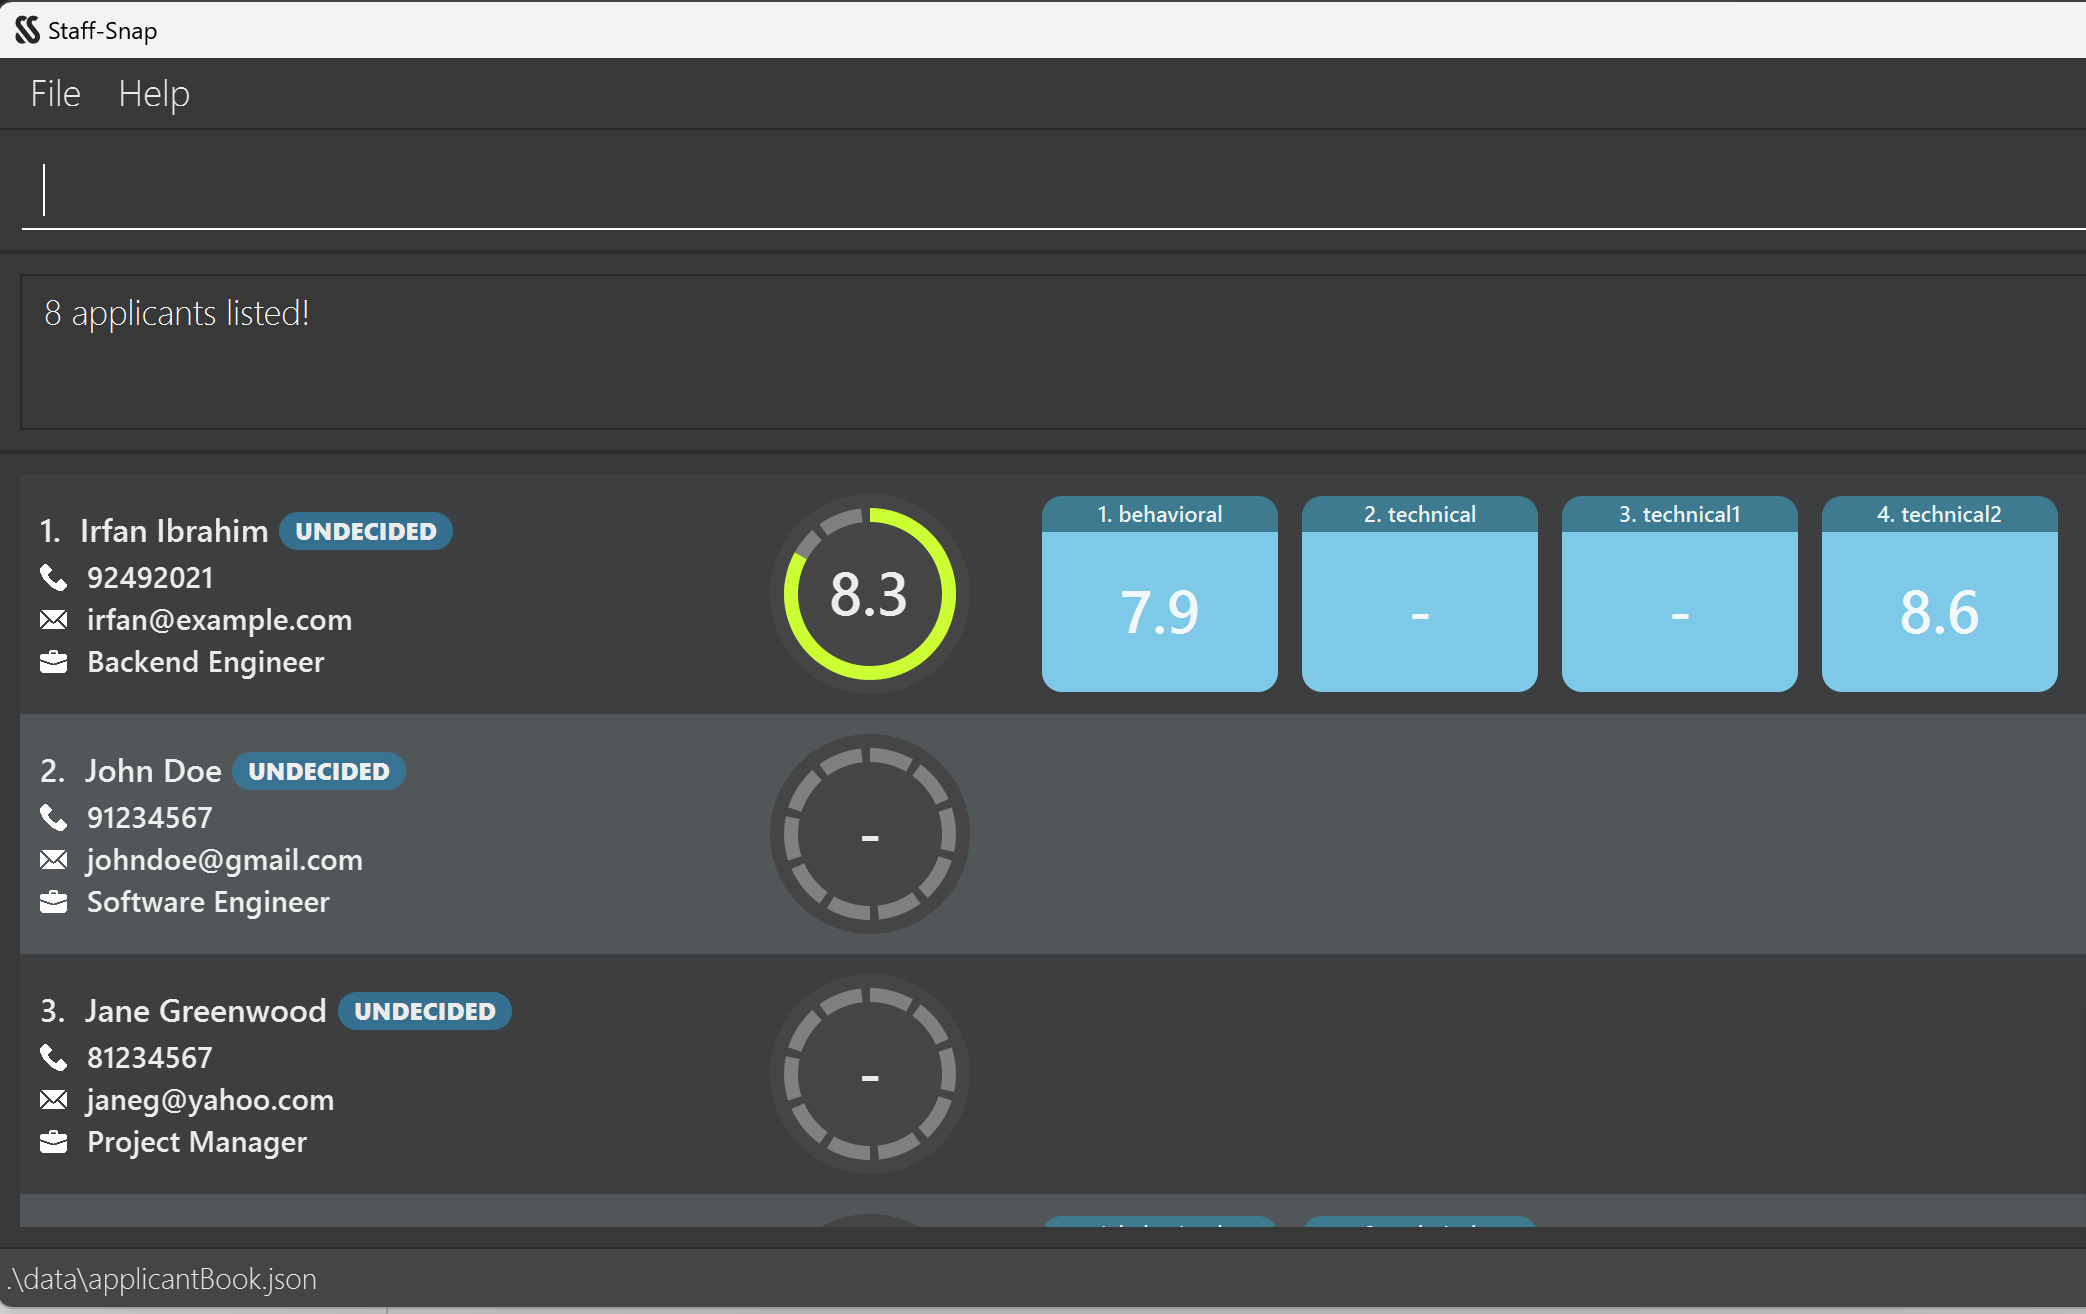 Staff-Snap
File Help
8 applicants listed!
1. Irfan Ibrahim UNDECIDED
92492021
irfan@example.com
Backend Engineer
8.3
1. behavioral
7.9
2. technical
-
3. technical1
-
4. technical2
8.6
2. John Doe UNDECIDED
91234567
johndoe@gmail.com
Software Engineer
-
3. Jane Greenwood UNDECIDED
81234567
janeg@yahoo.com
Project Manager
-
.\data\applicantBook.json